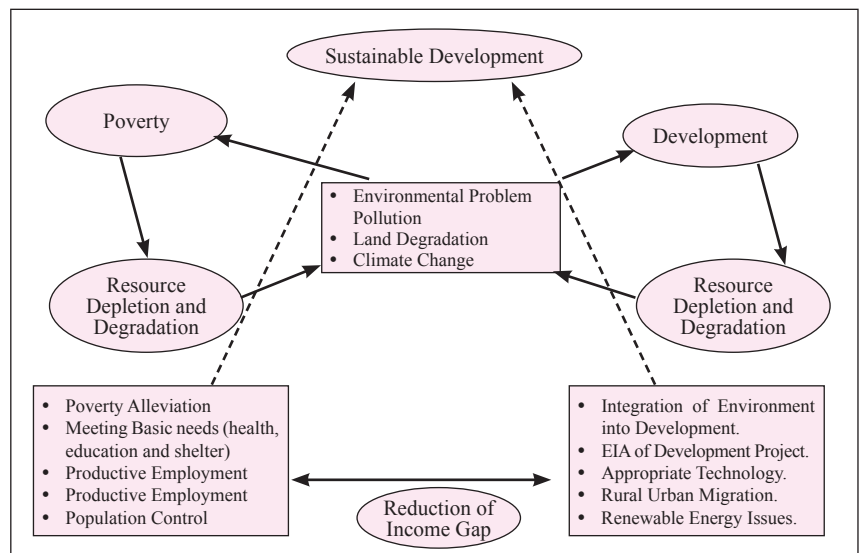 Sustainable Development
Poverty
Development
• Environmental Problem
Pollution
• Land Degradation
• Climate Change
Resource
Depletion and
Degradation
Resource
Depletion and
Degradation
• Poverty Alleviation
• Meeting Basic needs (health,
education and shelter)
• Productive Employment
• Productive Employment
• Population Control
• Integration of Environment
into Development.
• EIA of Development Project.
• Appropriate Technology.
• Rural Urban Migration.
• Renewable Energy Issues.
Reduction of
Income Gap